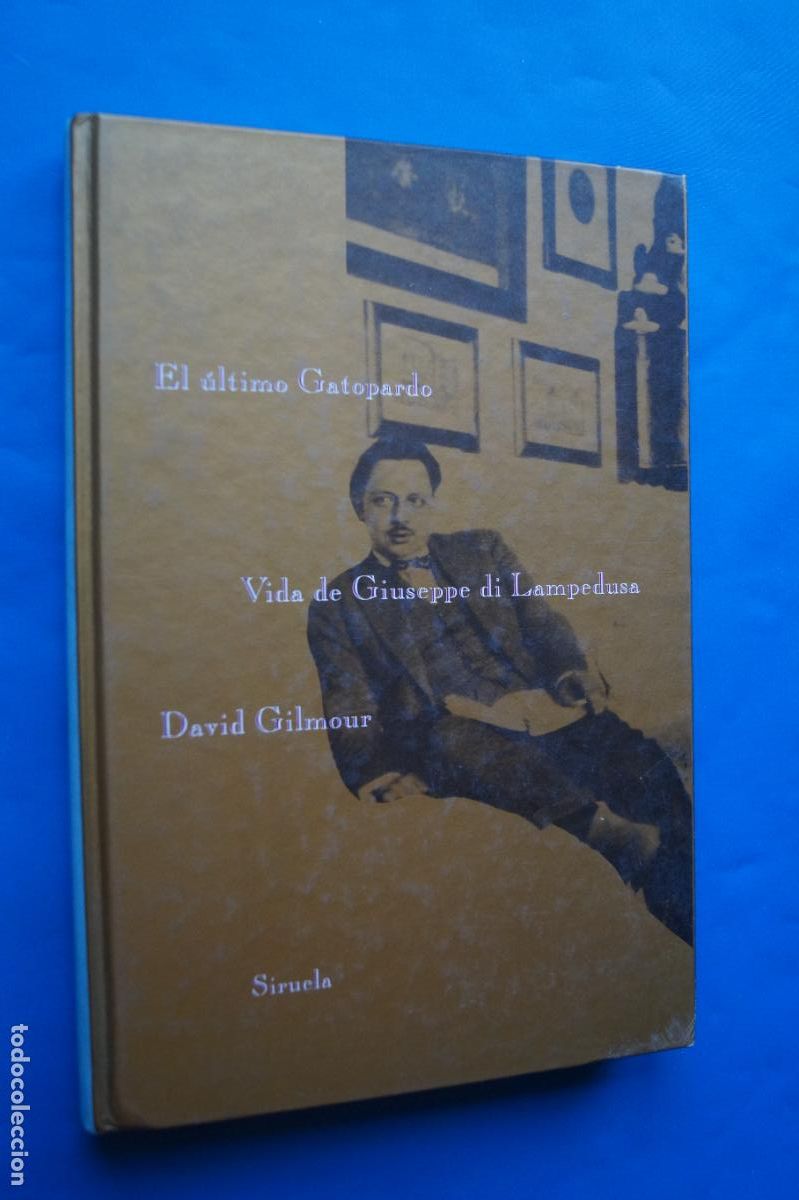 El último Gatopardo
Vida de Giuseppe di Lampedusa
David Gilmour
Siruela
todocoleccion